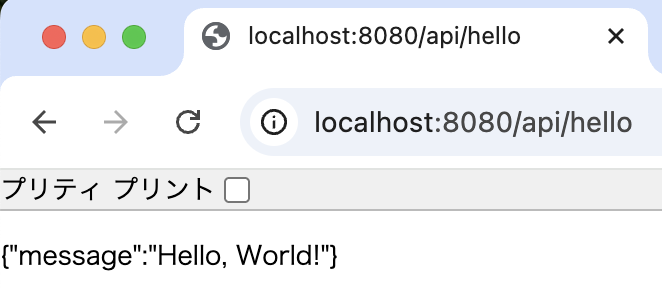 localhost:8080/api/hello
localhost:8080/api/hello
プリティ プリント
{"message":"Hello, World!"}